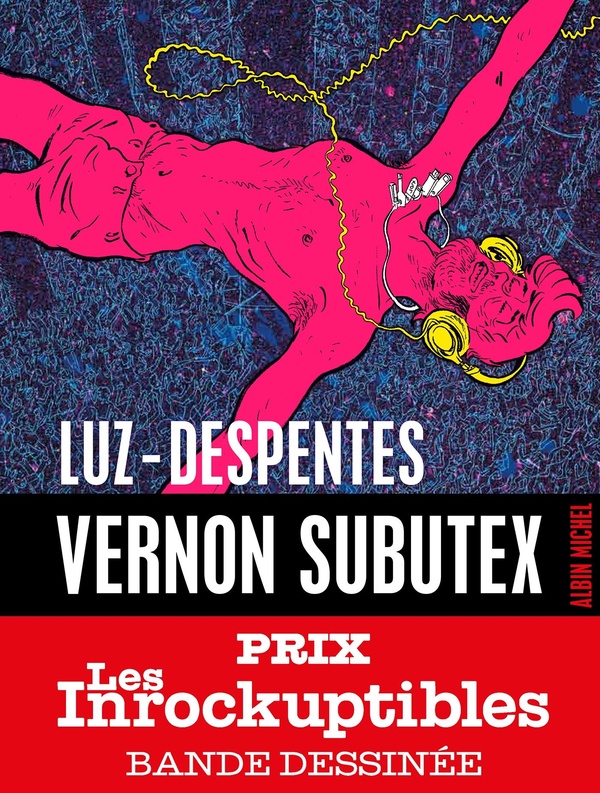 LUZ – DESPENTES
VERNON SUBUTEX
ALBIN MICHEL
PRIX
Les
Inrockuptibles
BANDE DESSINÉE